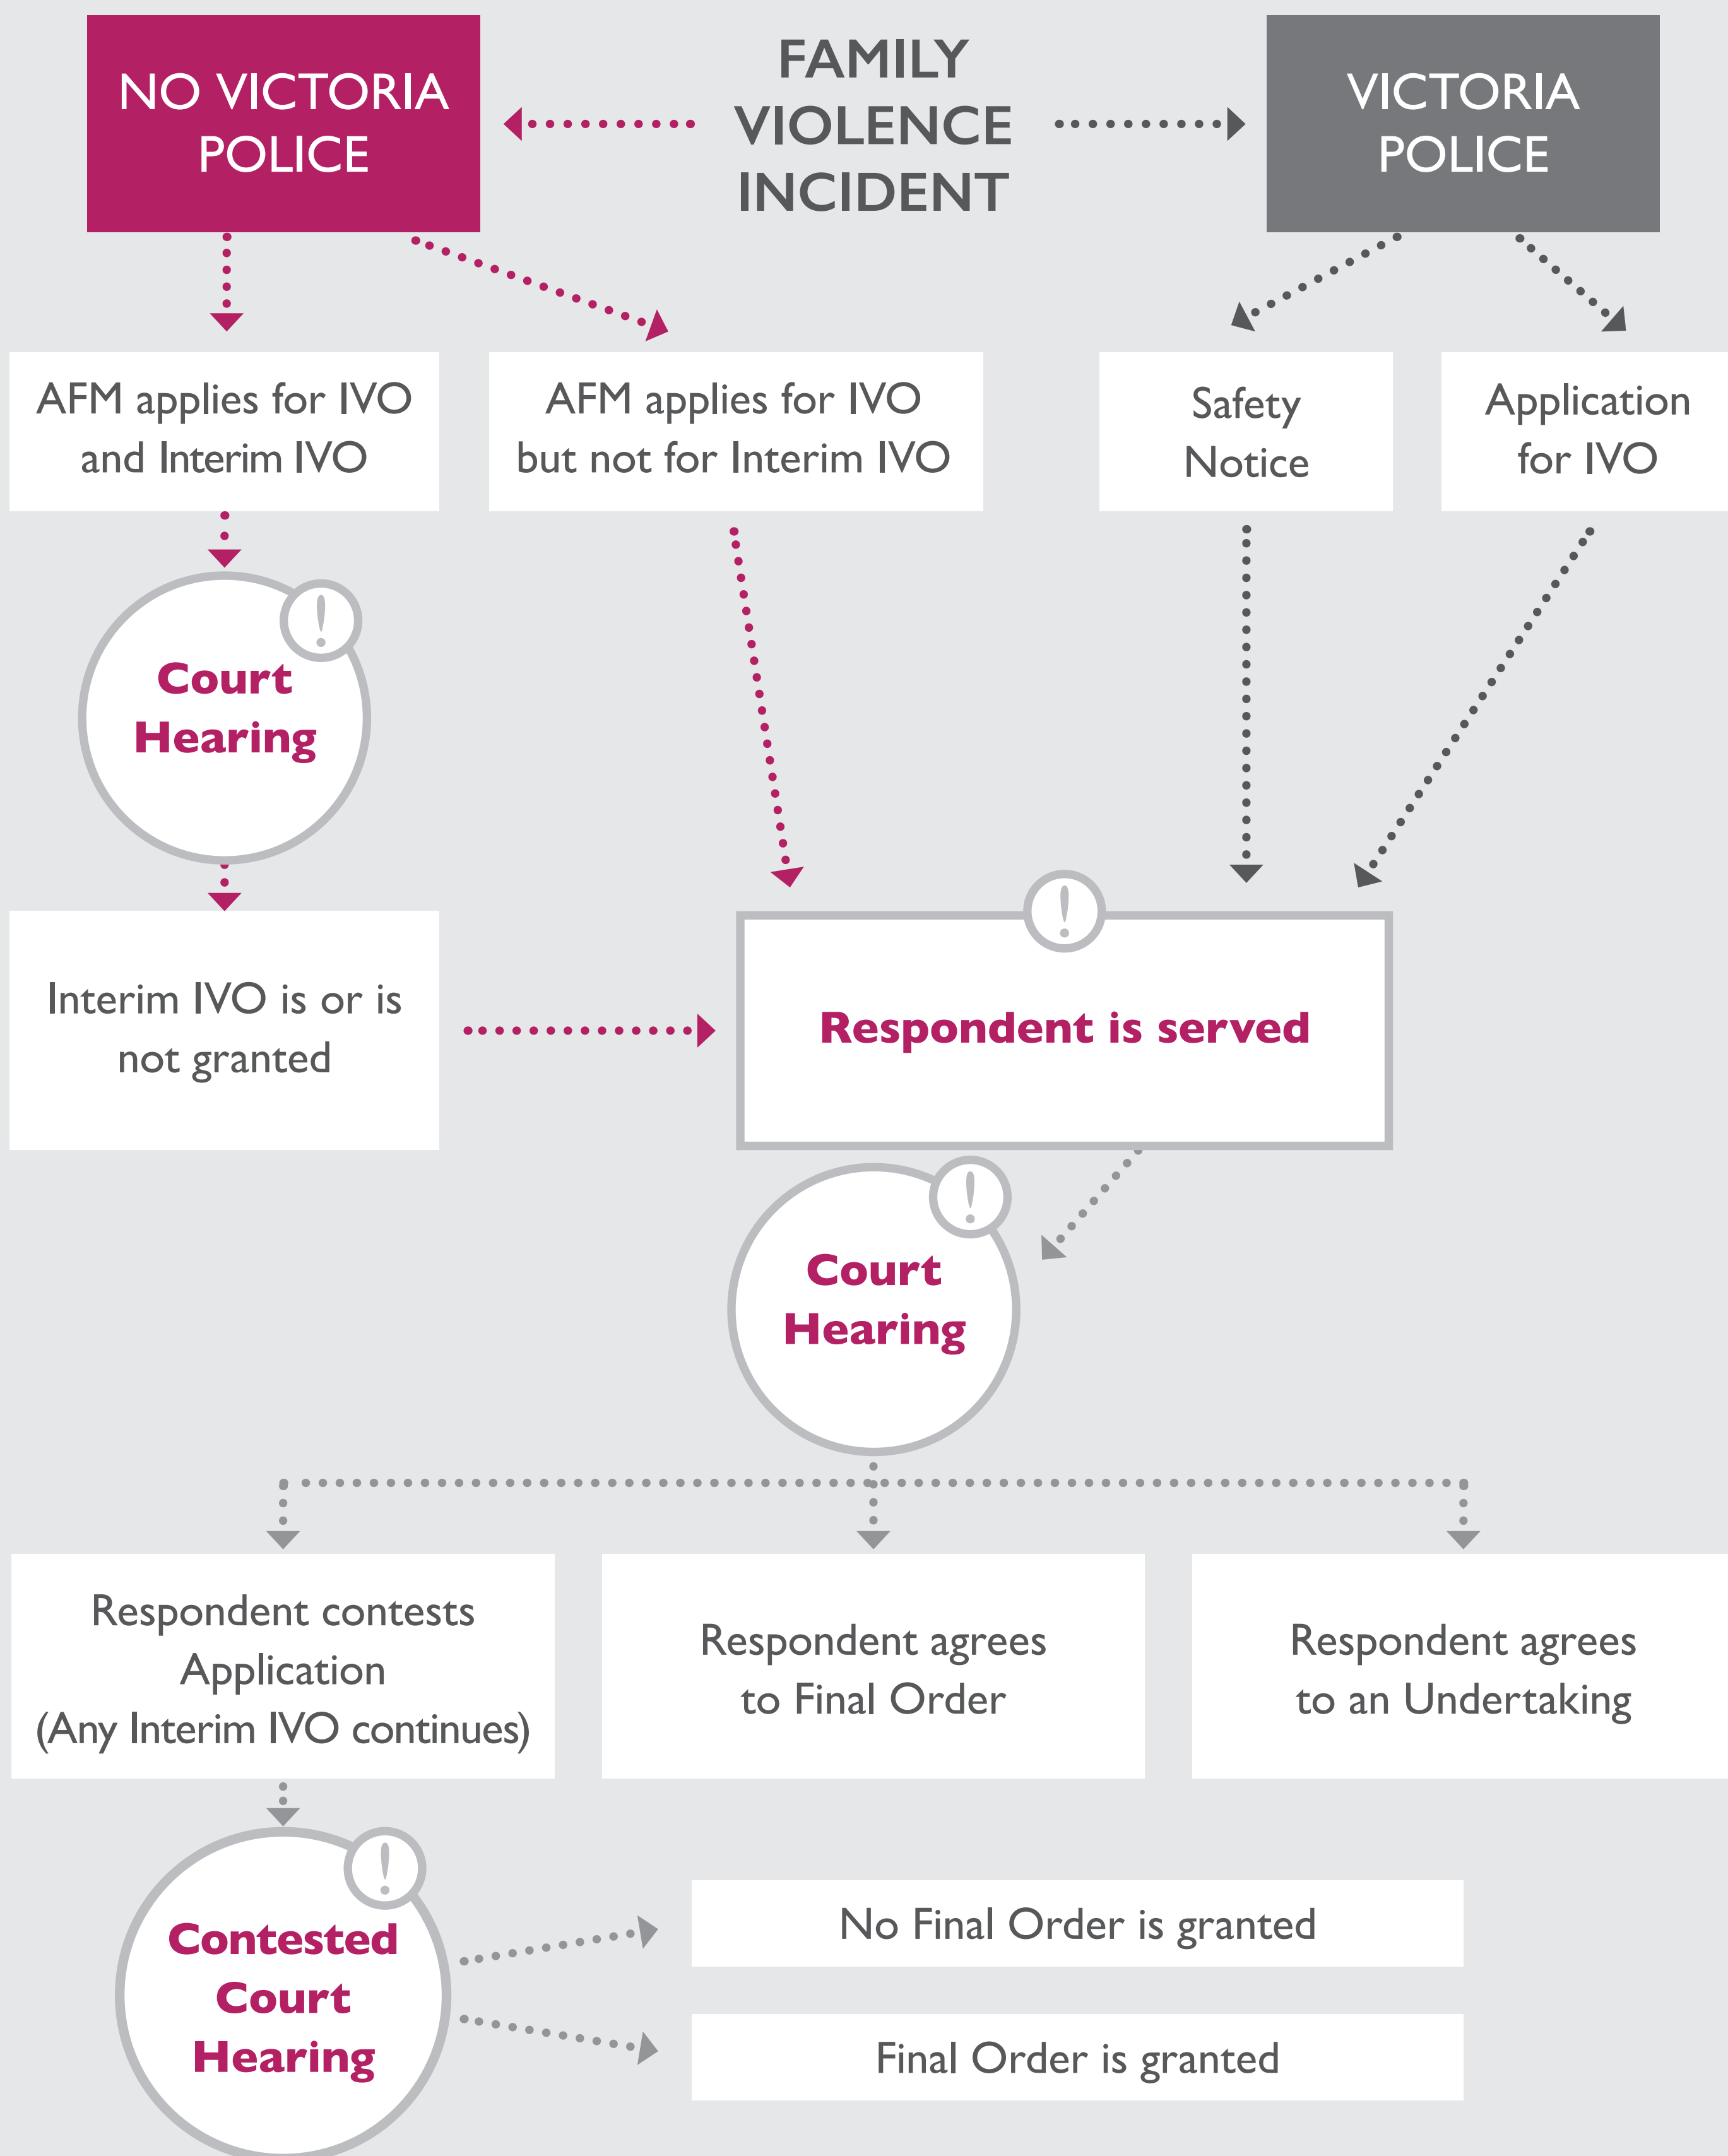 NO VICTORIA
POLICE
FAMILY
VIOLENCE
INCIDENT
VICTORIA
POLICE
AFM applies for IVO
and Interim IVO
AFM applies for IVO
but not for Interim IVO
Safety
Notice
Application
for IVO
!
Court
Hearing
Interim IVO is or is
not granted
!
Respondent is served
!
Court
Hearing
Respondent contests
Application
(Any Interim IVO continues)
Respondent agrees
to Final Order
Respondent agrees
to an Undertaking
!
Contested
Court
Hearing
No Final Order is granted
Final Order is granted